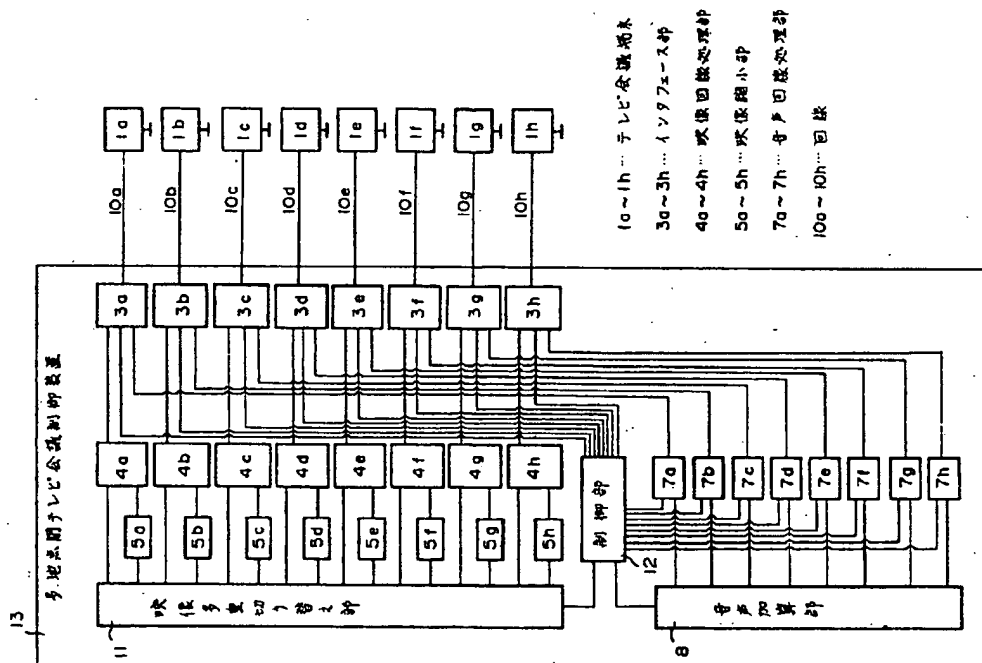 13
多地点間テレビ会議制御装置
11
映像多重切り替え部
5a
5b
5c
5d
5e
5f
5g
5h
4a
4b
4c
4d
4e
4f
4g
4h
3a
3b
3c
3d
3e
3f
3g
3h
10a
10b
10c
10d
10e
10f
10g
10h
1a
1b
1c
1d
1e
1f
1g
1h
制御部
12
8
音声加算部
7a
7b
7c
7d
7e
7f
7g
7h
1a~1h…テレビ会議端末
3a~3h…インタフェース部
4a~4h…映像回線処理部
5a~5h…映像縮小部
7a~7h…音声回線処理部
10a~10h…回線